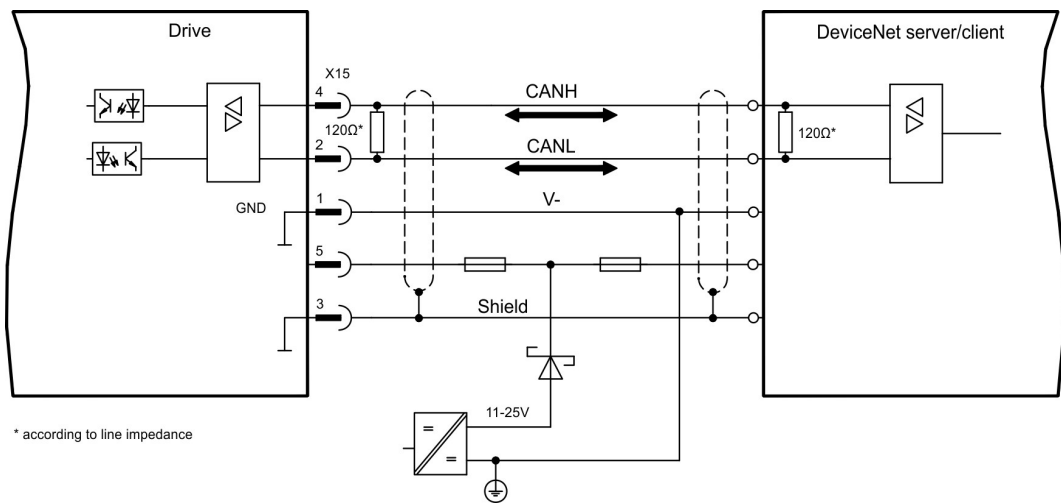 Drive
DeviceNet server/client
X15
4
CANH
120Ω*
120Ω*
2
CANL
1
V-
GND
5
3
Shield
11-25V
=
=
* according to line impedance